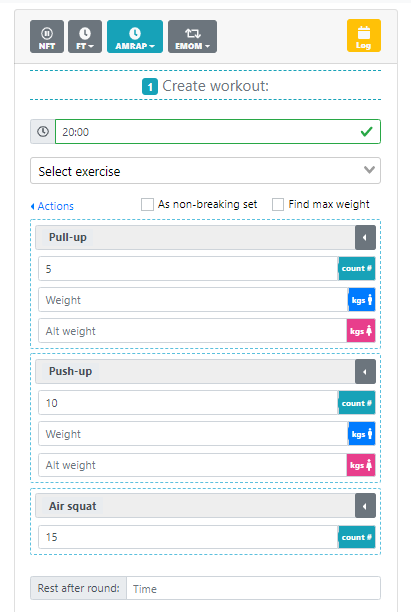 NFT FT AMRAP EMOM Log
1 Create workout:
20:00
Select exercise
Actions As non-breaking set Find max weight
Pull-up
5 count #
Weight kgs
Alt weight kgs
Push-up
10 count #
Weight kgs
Alt weight kgs
Air squat
15 count #
Rest after round: Time